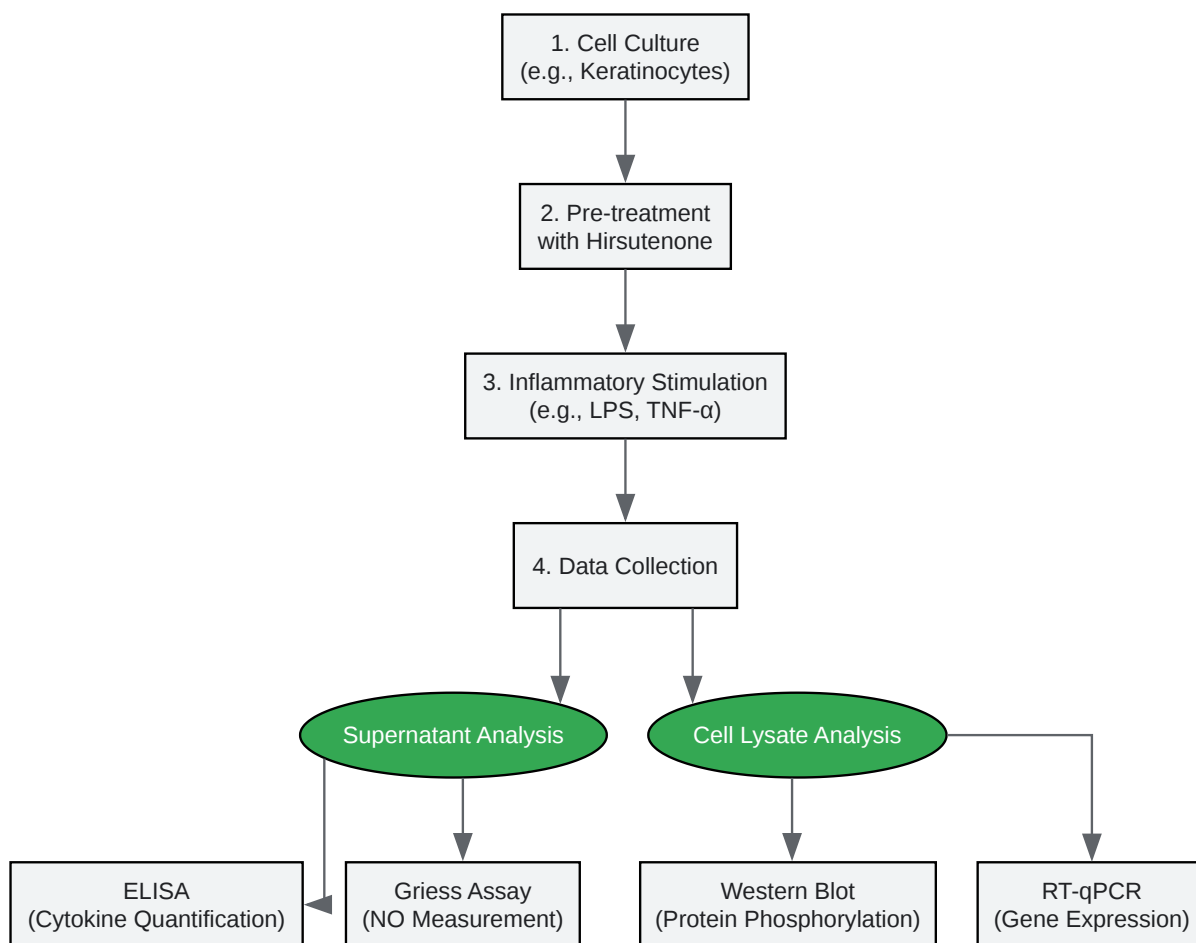 1. Cell Culture
(e.g., Keratinocytes)
2. Pre-treatment
with Hirsutenone
3. Inflammatory Stimulation
(e.g., LPS, TNF-α)
4. Data Collection
Supernatant Analysis
Cell Lysate Analysis
ELISA
(Cytokine Quantification)
Griess Assay
(NO Measurement)
Western Blot
(Protein Phosphorylation)
RT-qPCR
(Gene Expression)